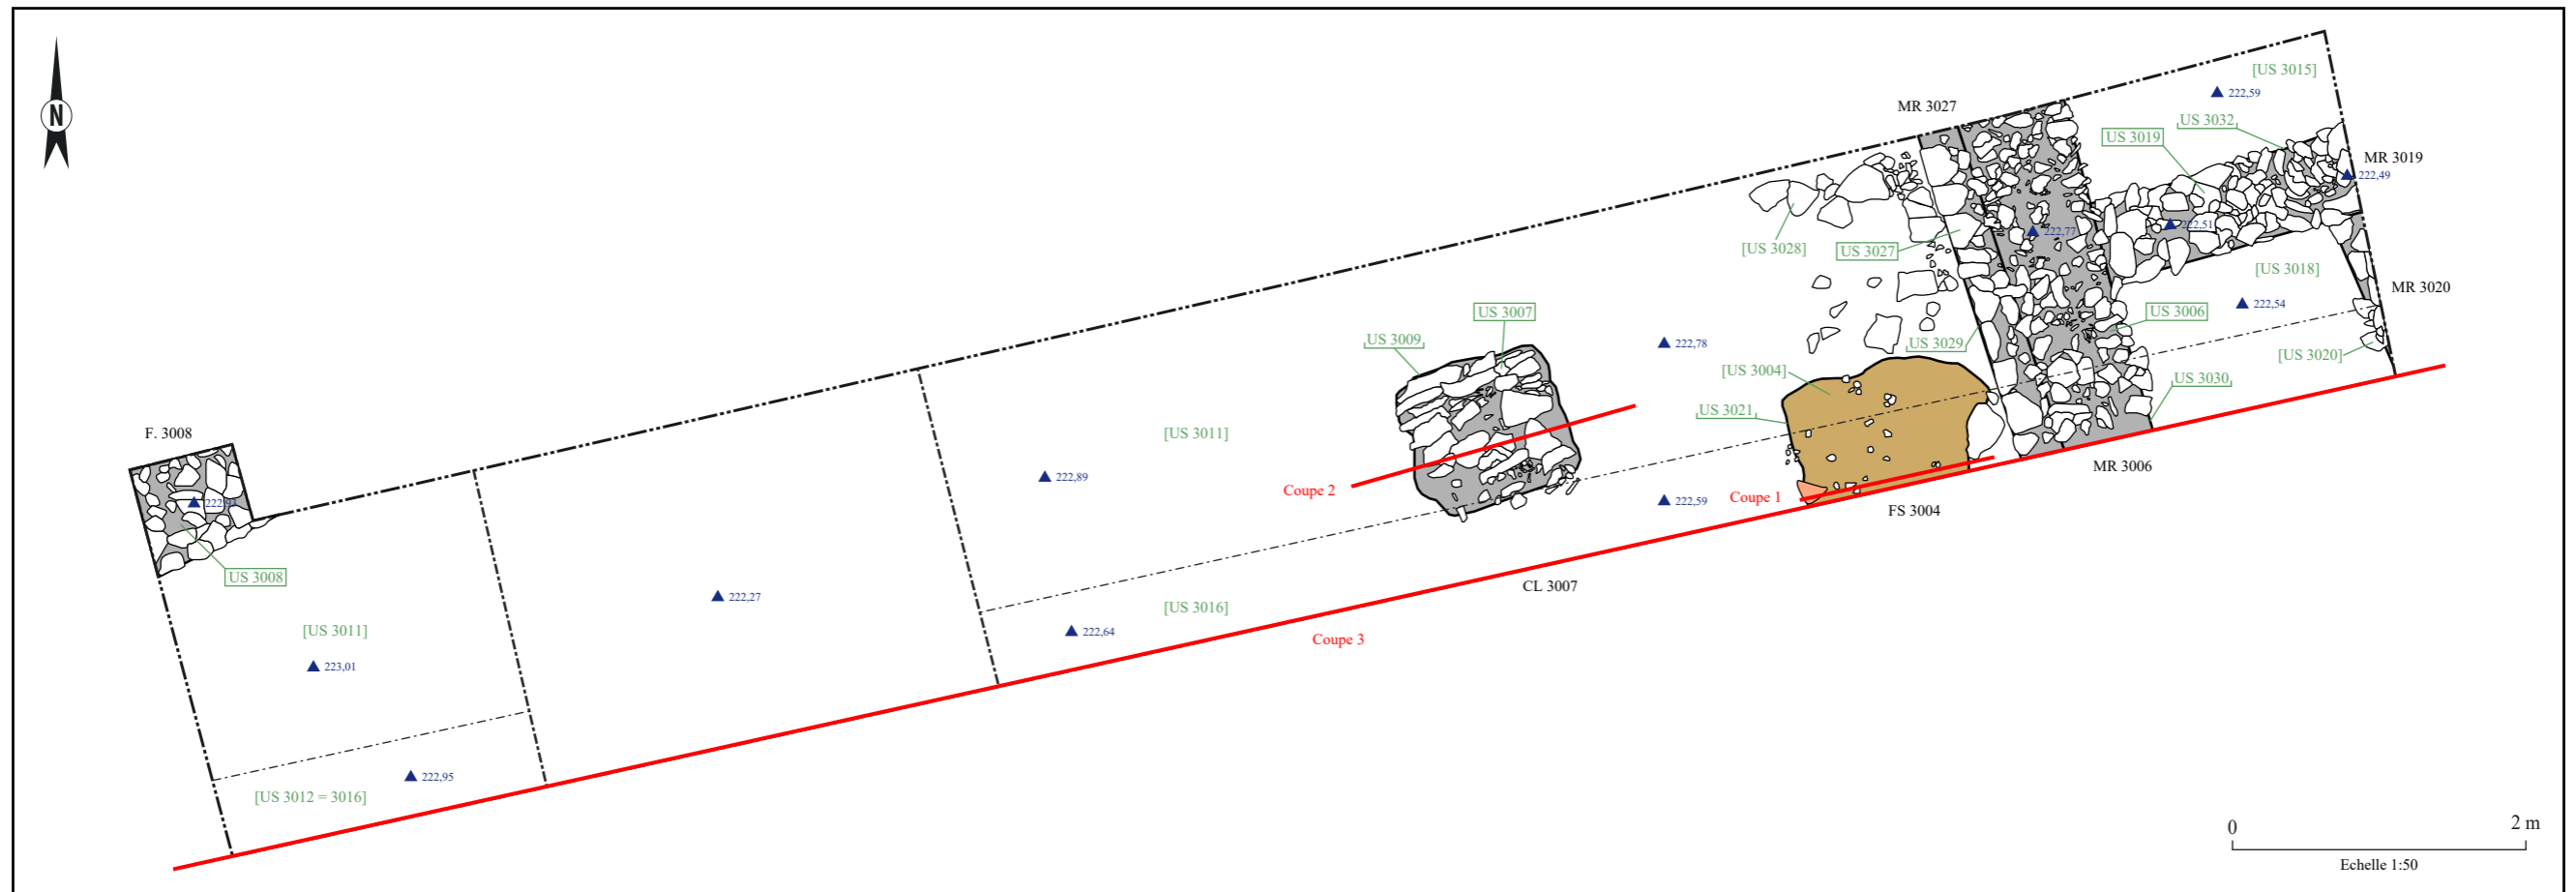 N
[US 3015]
222,59
MR 3027
US 3032
US 3019
MR 3019
222,49
222,51
222,77
[US 3028]
US 3027
[US 3018]
MR 3020
222,54
US 3007
US 3006
US 3009
222,78
US 3029
[US 3020]
[US 3004]
US 3030
US 3021
F. 3008
[US 3011]
MR 3006
222,89
Coupe 2
Coupe 1
222,59
FS 3004
US 3008
CL 3007
222,27
[US 3016]
[US 3011]
222,64
Coupe 3
223,01
222,95
[US 3012 = 3016]
0
2 m
Echelle 1:50